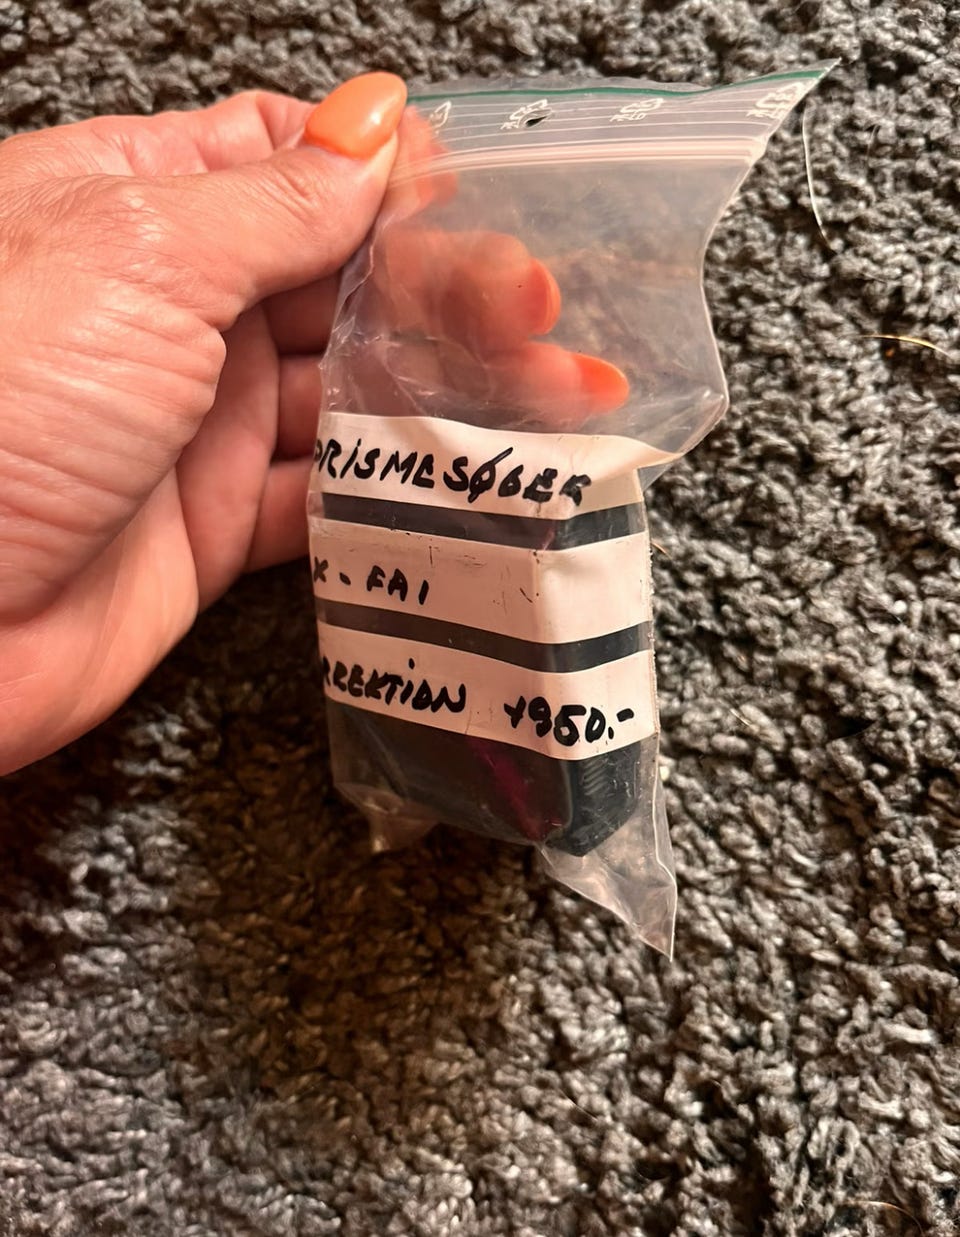 PRISMESØGER
X - FA1
RREKTION 1950.-